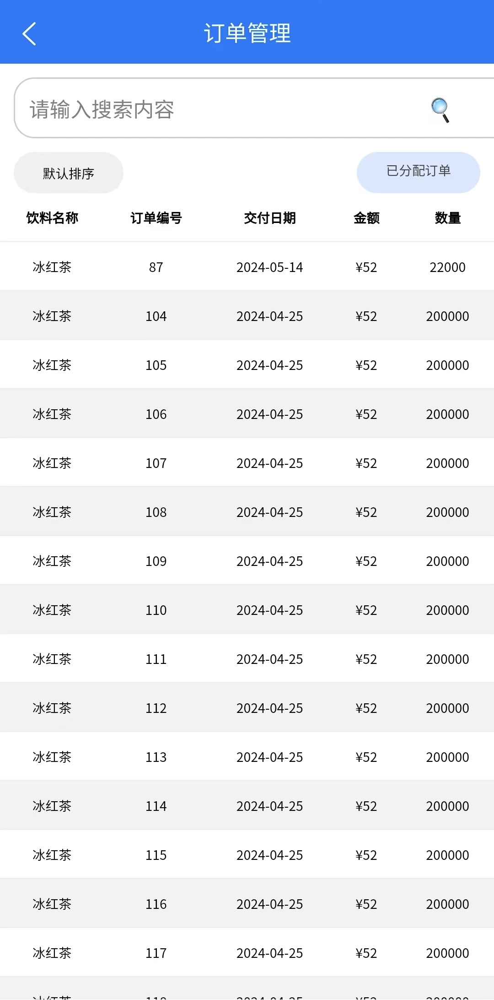 订单管理
请输入搜索内容
默认排序 已分配订单
饮料名称 订单编号 交付日期 金额 数量
冰红茶 87 2024-05-14 ¥52 22000
冰红茶 104 2024-04-25 ¥52 200000
冰红茶 105 2024-04-25 ¥52 200000
冰红茶 106 2024-04-25 ¥52 200000
冰红茶 107 2024-04-25 ¥52 200000
冰红茶 108 2024-04-25 ¥52 200000
冰红茶 109 2024-04-25 ¥52 200000
冰红茶 110 2024-04-25 ¥52 200000
冰红茶 111 2024-04-25 ¥52 200000
冰红茶 112 2024-04-25 ¥52 200000
冰红茶 113 2024-04-25 ¥52 200000
冰红茶 114 2024-04-25 ¥52 200000
冰红茶 115 2024-04-25 ¥52 200000
冰红茶 116 2024-04-25 ¥52 200000
冰红茶 117 2024-04-25 ¥52 200000